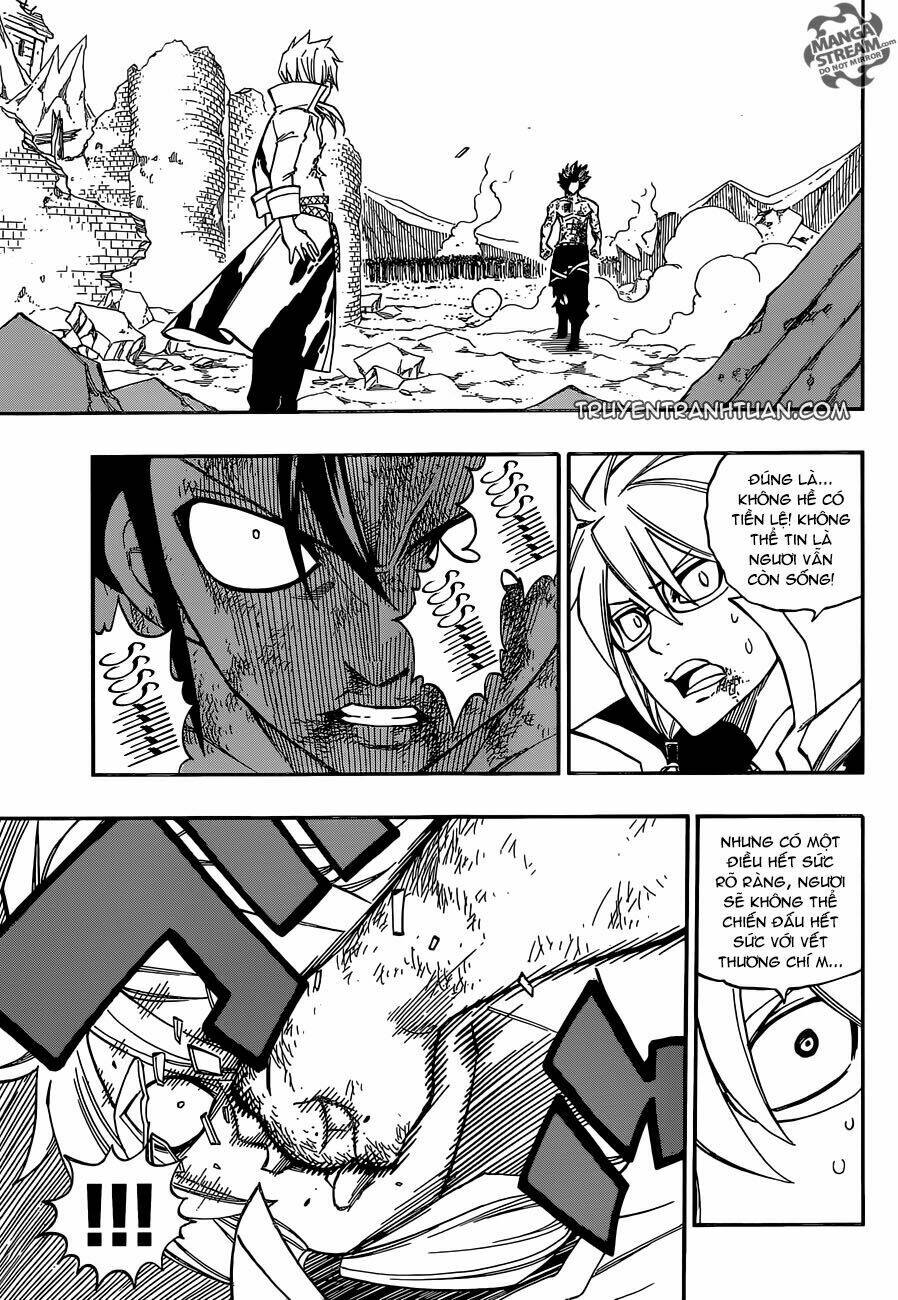 MANGA
STREAM.com
DO NOT MIRROR
TRUYENTRANHTUAN.COM
ĐÚNG LÀ...
KHÔNG HỀ CÓ
TIỀN LỆ! KHÔNG
THỂ TIN LÀ
NGƯƠI VẪN
CÒN SỐNG!
NHƯNG CÓ MỘT
ĐIỀU HẾT SỨC
RÕ RÀNG, NGƯƠI
SẼ KHÔNG THỂ
CHIẾN ĐẤU HẾT
SỨC VỚI VẾT
THƯƠNG CHÍ M...
!!!